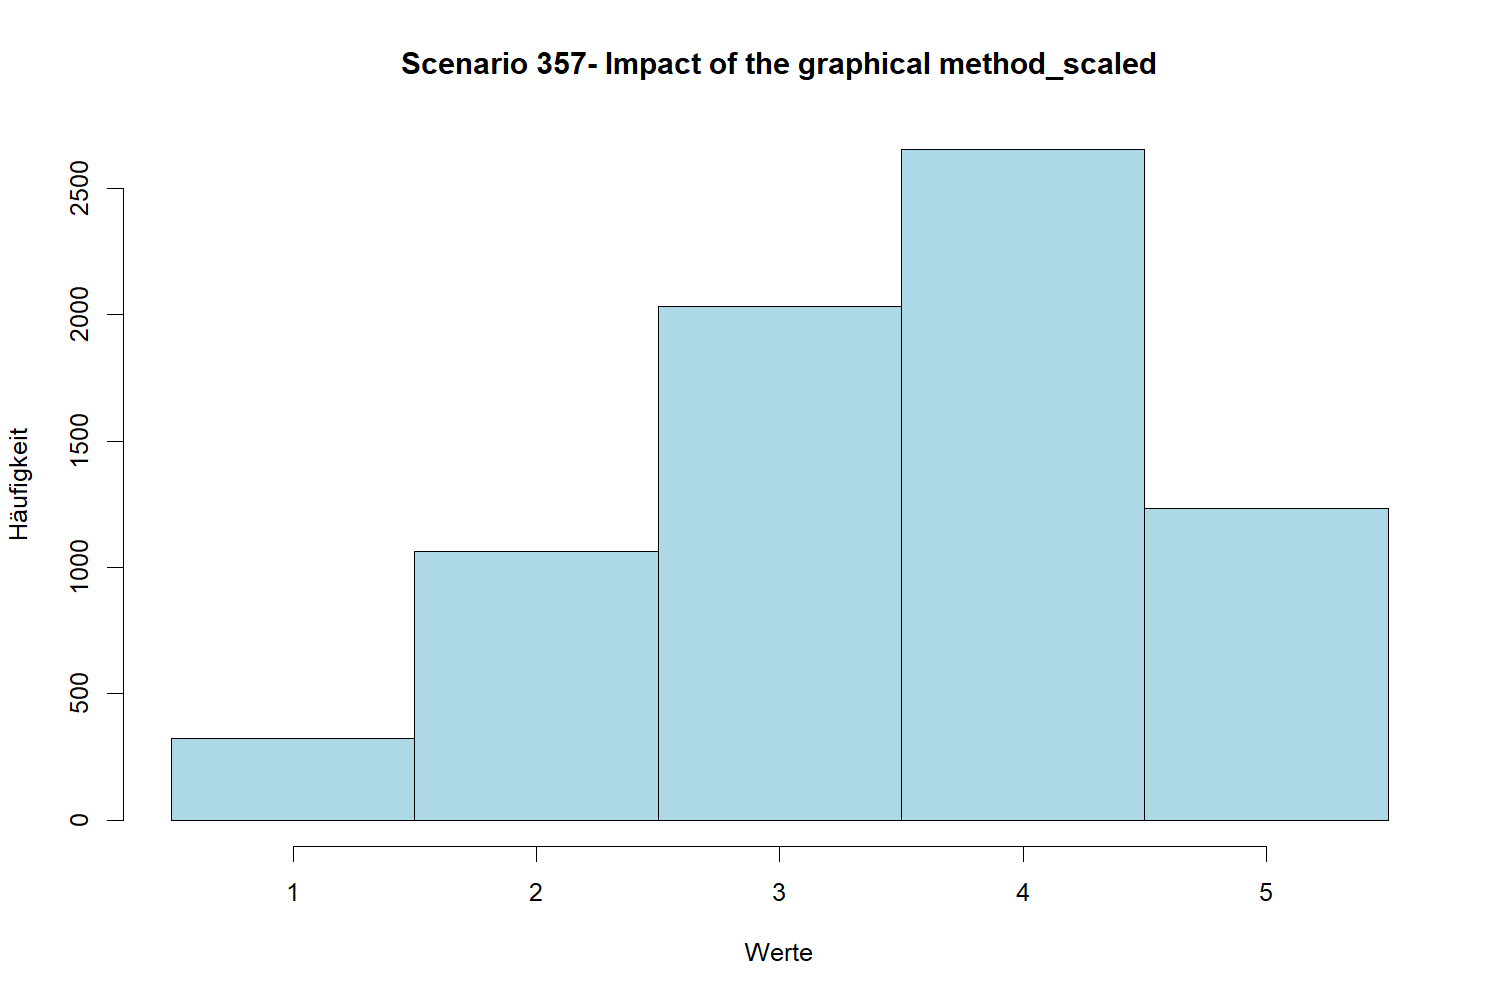 Scenario 357- Impact of the graphical method_scaled
Häufigkeit
2500
2000
1500
1000
500
0
1 2 3 4 5
Werte